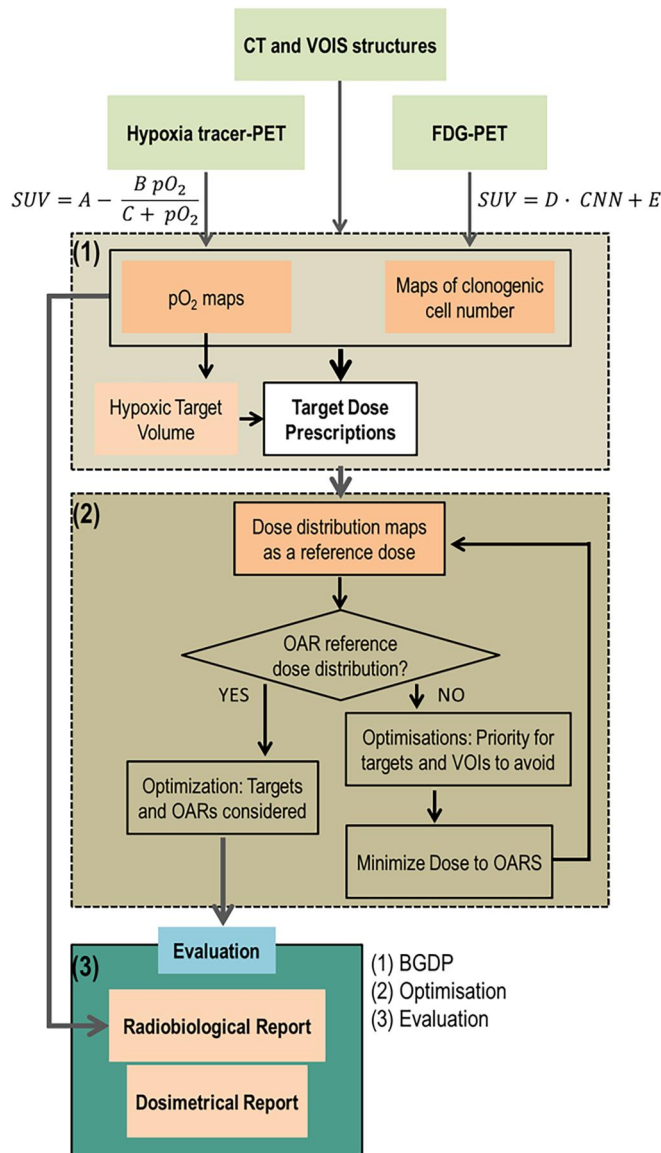 CT and VOIS structures
Hypoxia tracer-PET
FDG-PET
SUV = A − B pO₂ / C + pO₂
SUV = D · CNN + E
(1)
pO₂ maps
Maps of clonogenic
cell number
Hypoxic Target
Volume
Target Dose
Prescriptions
(2)
Dose distribution maps
as a reference dose
OAR reference
dose distribution?
YES
NO
Optimisations: Priority for
targets and VOIs to avoid
Optimization: Targets
and OARs considered
Minimize Dose to OARS
Evaluation
(3)
Radiobiological Report
Dosimetrical Report
(1) BGDP
(2) Optimisation
(3) Evaluation